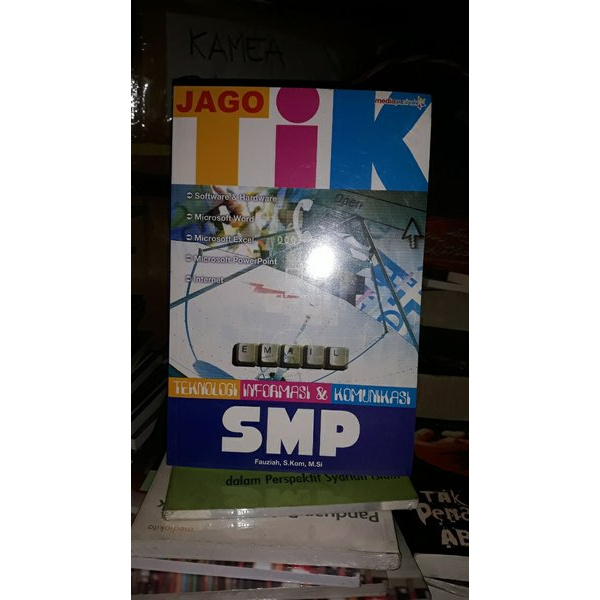 KAMEA
JAGO
TiK
Software & Hardware
Open
Microsoft Word
Microsoft Excel
Microsoft PowerPoint
Internet
EMAIL
TEKNOLOGI INFORMASI & KOMUNIKASI
SMP
Fauziah, S.Kom, M.Si
dalam Perspektif Syariah Islam
Panduan
TAK